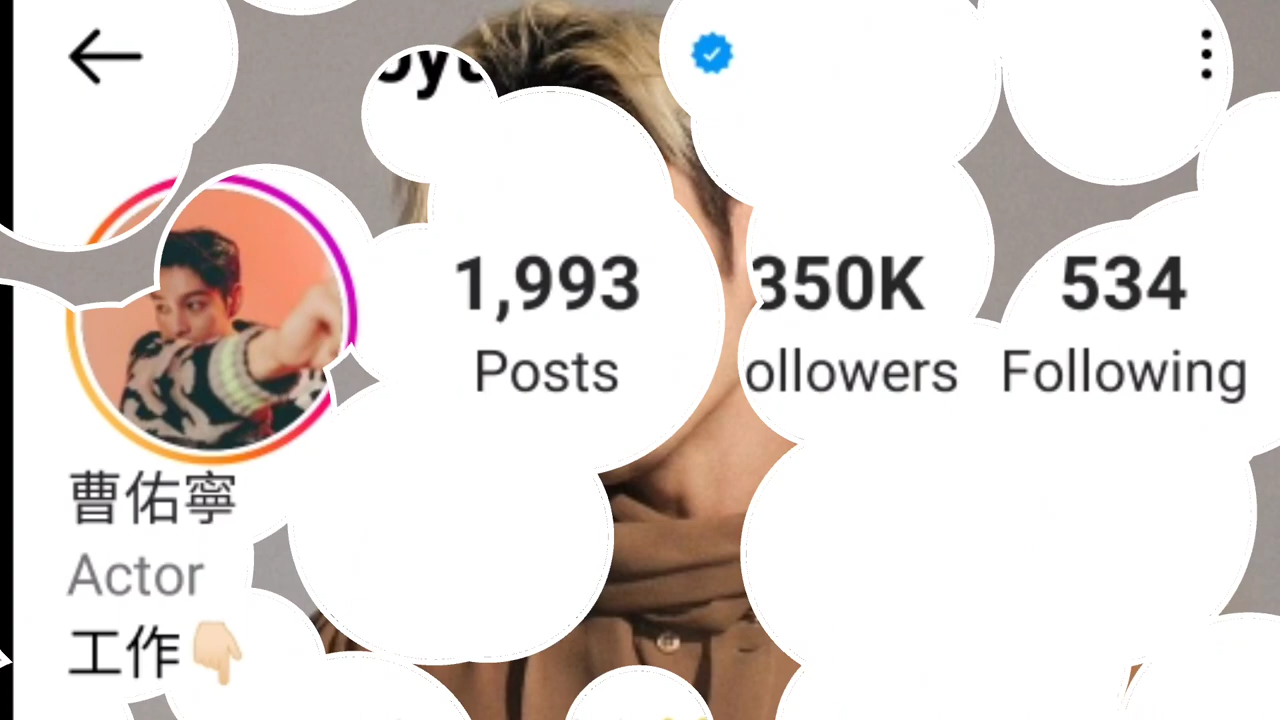 1,993 350K 534
Posts ollowers Following
曹佑寧
Actor
工作👇🏻